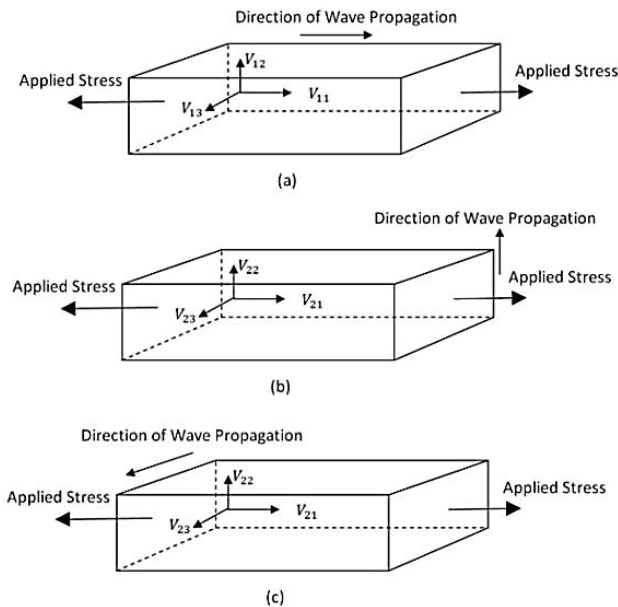 Direction of Wave Propagation
Applied Stress
Applied Stress
V12
V13
V11
(a)
Direction of Wave Propagation
Applied Stress
Applied Stress
V22
V23
V21
(b)
Direction of Wave Propagation
Applied Stress
Applied Stress
V22
V23
V21
(c)